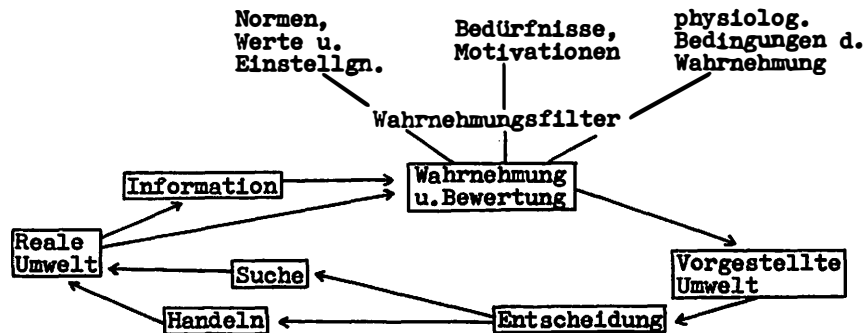 Normen,
Werte u.
Einstellgn.
Bedürfnisse,
Motivationen
physiolog.
Bedingungen d.
Wahrnehmung
Wahrnehmungsfilter
Information
Wahrnehmung
u.Bewertung
Reale
Umwelt
Suche
Vorgestellte
Umwelt
Handeln
Entscheidung